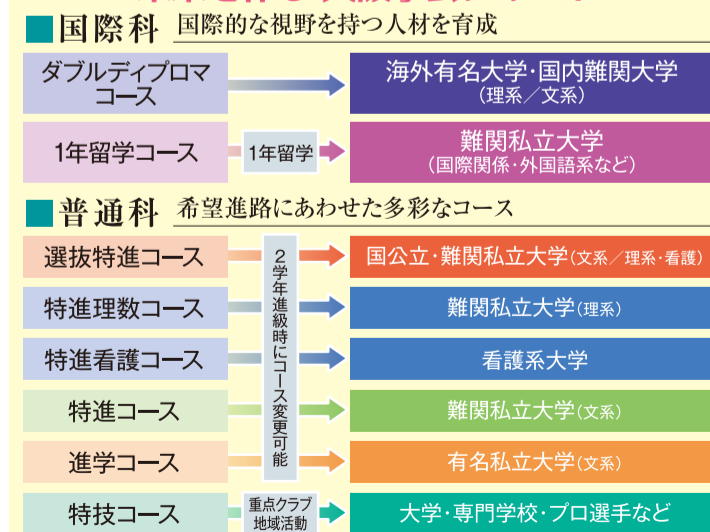 ■国際科 国際的な視野を持つ人材を育成
ダブルディプロマ
コース
海外有名大学・国内難関大学
(理系/文系)
1年留学コース
1年留学
難関私立大学
(国際関係・外国語系など)
■普通科 希望進路にあわせた多彩なコース
選抜特進コース
2学年進級時にコース変更可能
国公立・難関私立大学(文系/理系・看護)
特進理数コース
難関私立大学(理系)
特進看護コース
看護系大学
特進コース
難関私立大学(文系)
進学コース
有名私立大学(文系)
特技コース
重点クラブ
地域活動
大学・専門学校・プロ選手など